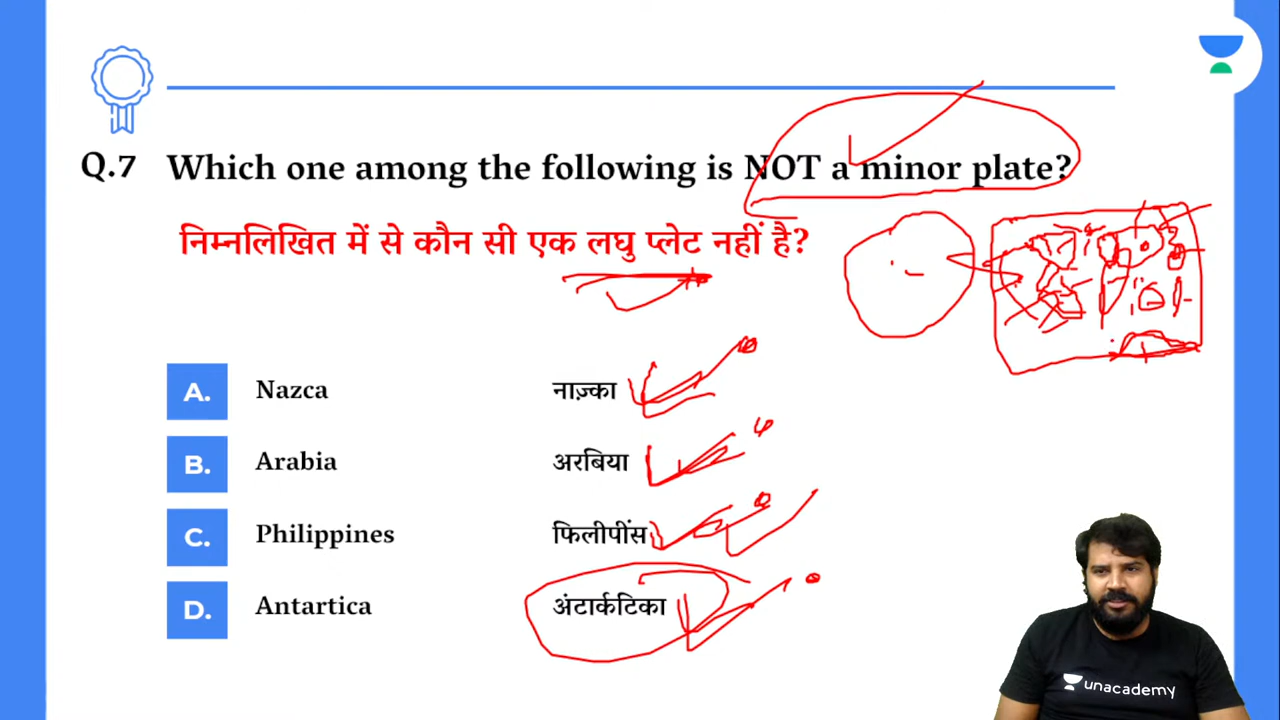 Q.7 Which one among the following is NOT a minor plate?
निम्नलिखित में से कौन सी एक लघु प्लेट नहीं है?
A. Nazca नाज़्का
B. Arabia अरबिया
C. Philippines फिलीपींस
D. Antartica अंटार्कटिका
unacademy